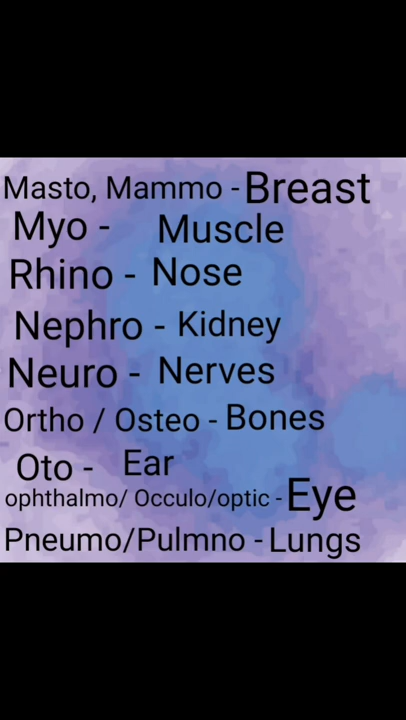 Masto, Mammo - Breast
Myo - Muscle
Rhino - Nose
Nephro - Kidney
Neuro - Nerves
Ortho / Osteo - Bones
Oto - Ear
ophthalmo/ Occulo/optic - Eye
Pneumo/Pulmno - Lungs